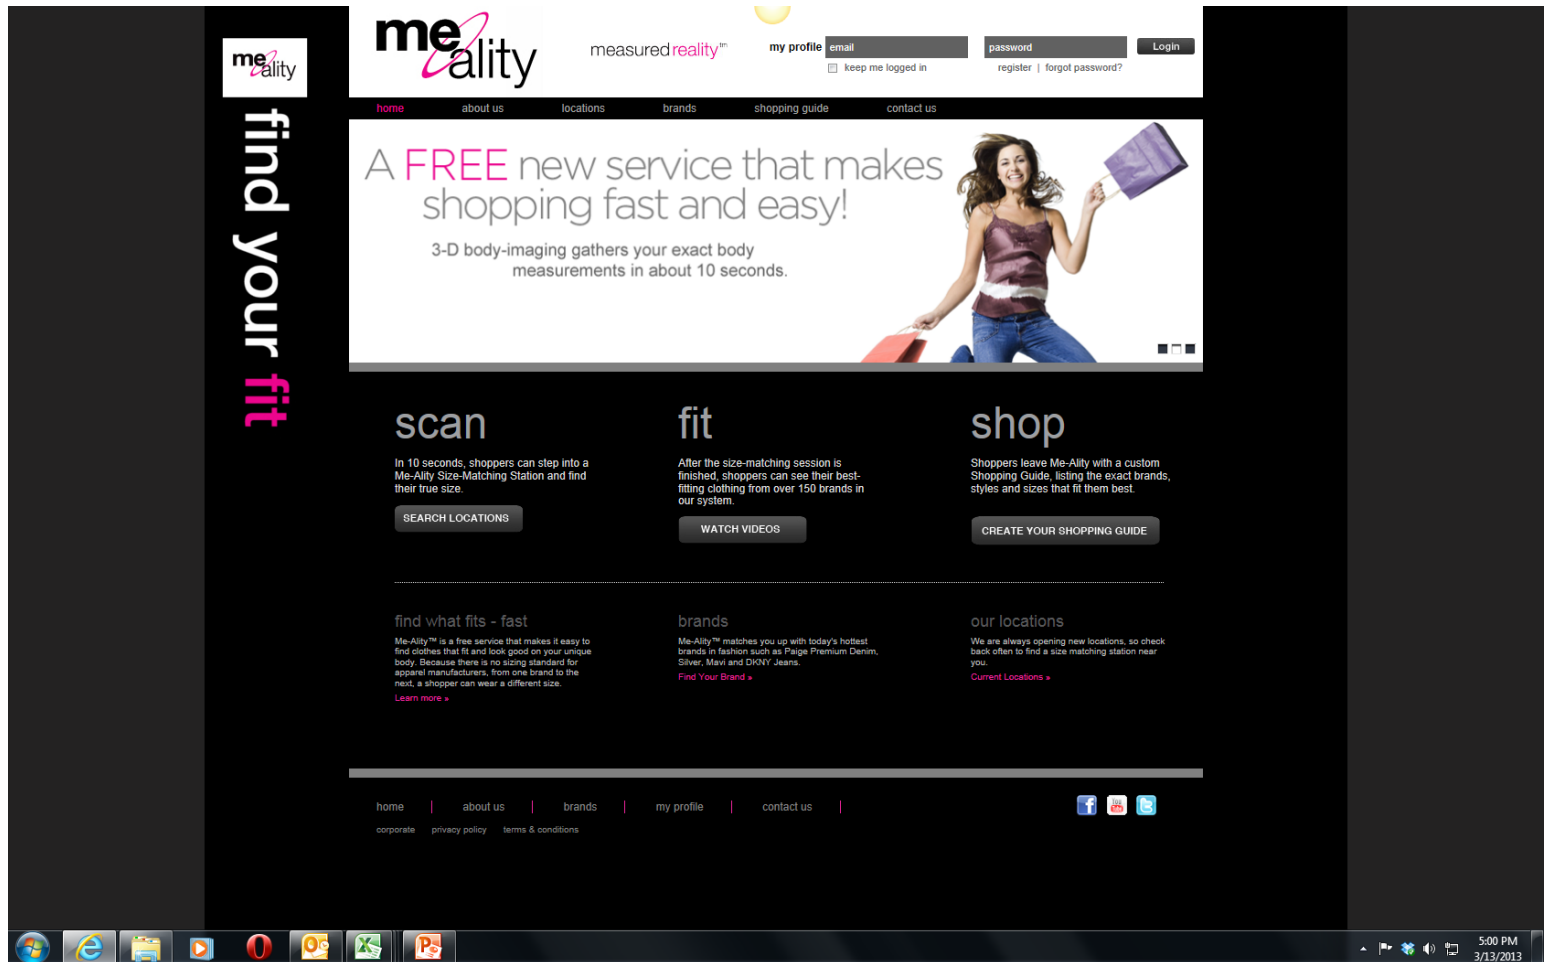 me
ality
find your fit
me
ality
measuredreality™
my profile
email
password
Login
keep me logged in
register | forgot password?
home
about us
locations
brands
shopping guide
contact us
A FREE new service that makes
shopping fast and easy!
3-D body-imaging gathers your exact body
measurements in about 10 seconds.
scan
In 10 seconds, shoppers can step into a
Me-Ality Size-Matching Station and find
their true size.
SEARCH LOCATIONS
fit
After the size-matching session is
finished, shoppers can see their best-
fitting clothing from over 150 brands in
our system.
WATCH VIDEOS
shop
Shoppers leave Me-Ality with a custom
Shopping Guide, listing the exact brands,
styles and sizes that fit them best.
CREATE YOUR SHOPPING GUIDE
find what fits - fast
Me-Ality™ is a free service that makes it easy to
find clothes that fit and look good on your unique
body. Because there is no sizing standard for
apparel manufacturers, from one brand to the
next, a shopper can wear a different size.
Learn more »
brands
Me-Ality™ matches you up with today's hottest
brands in fashion such as Paige Premium Denim,
Silver, Mavi and DKNY Jeans.
Find Your Brand »
our locations
We are always opening new locations, so check
back often to find a size matching station near
you.
Current Locations »
home | about us | brands | my profile | contact us |
corporate privacy policy terms & conditions
You
Tube
5:00 PM
3/13/2013